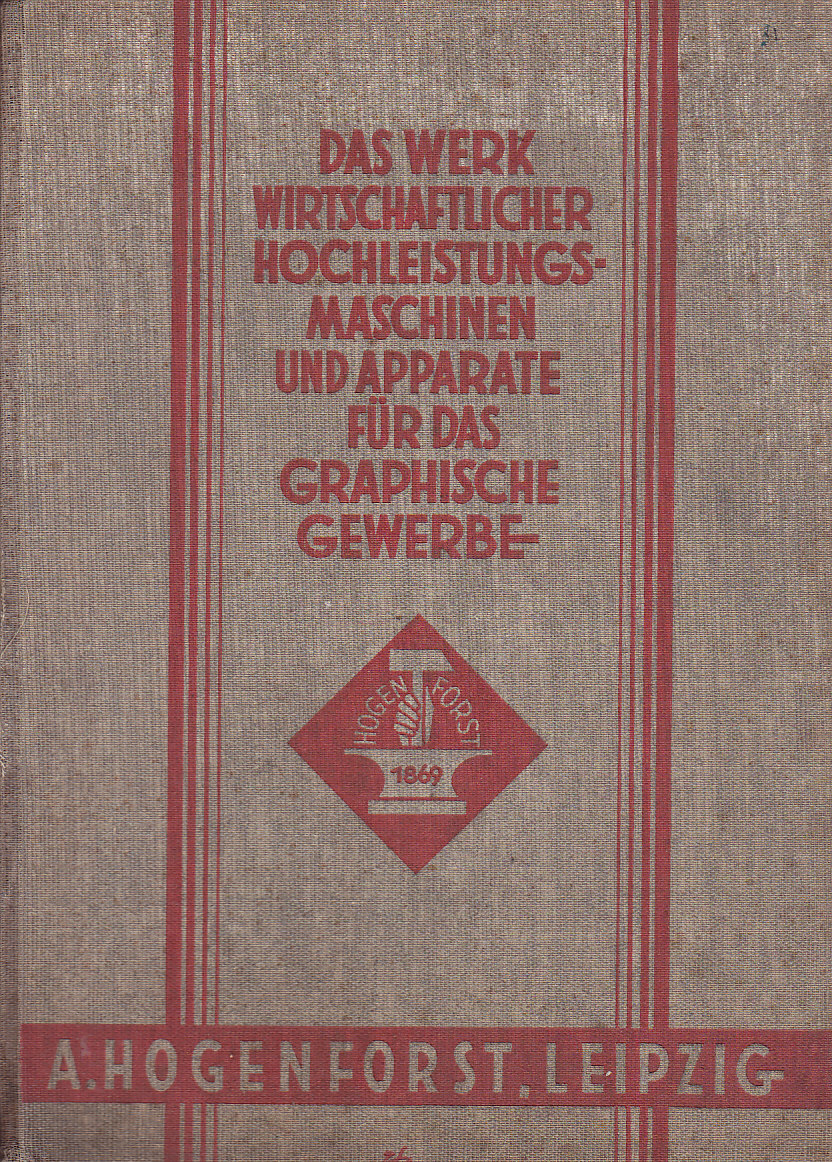 DAS WERK
WIRTSCHAFTLICHER
HOCHLEISTUNGS-
MASCHINEN
UND APPARATE
FÜR DAS
GRAPHISCHE
GEWERBE
HOGEN FORST
1869
A. HOGENFORST, LEIPZIG